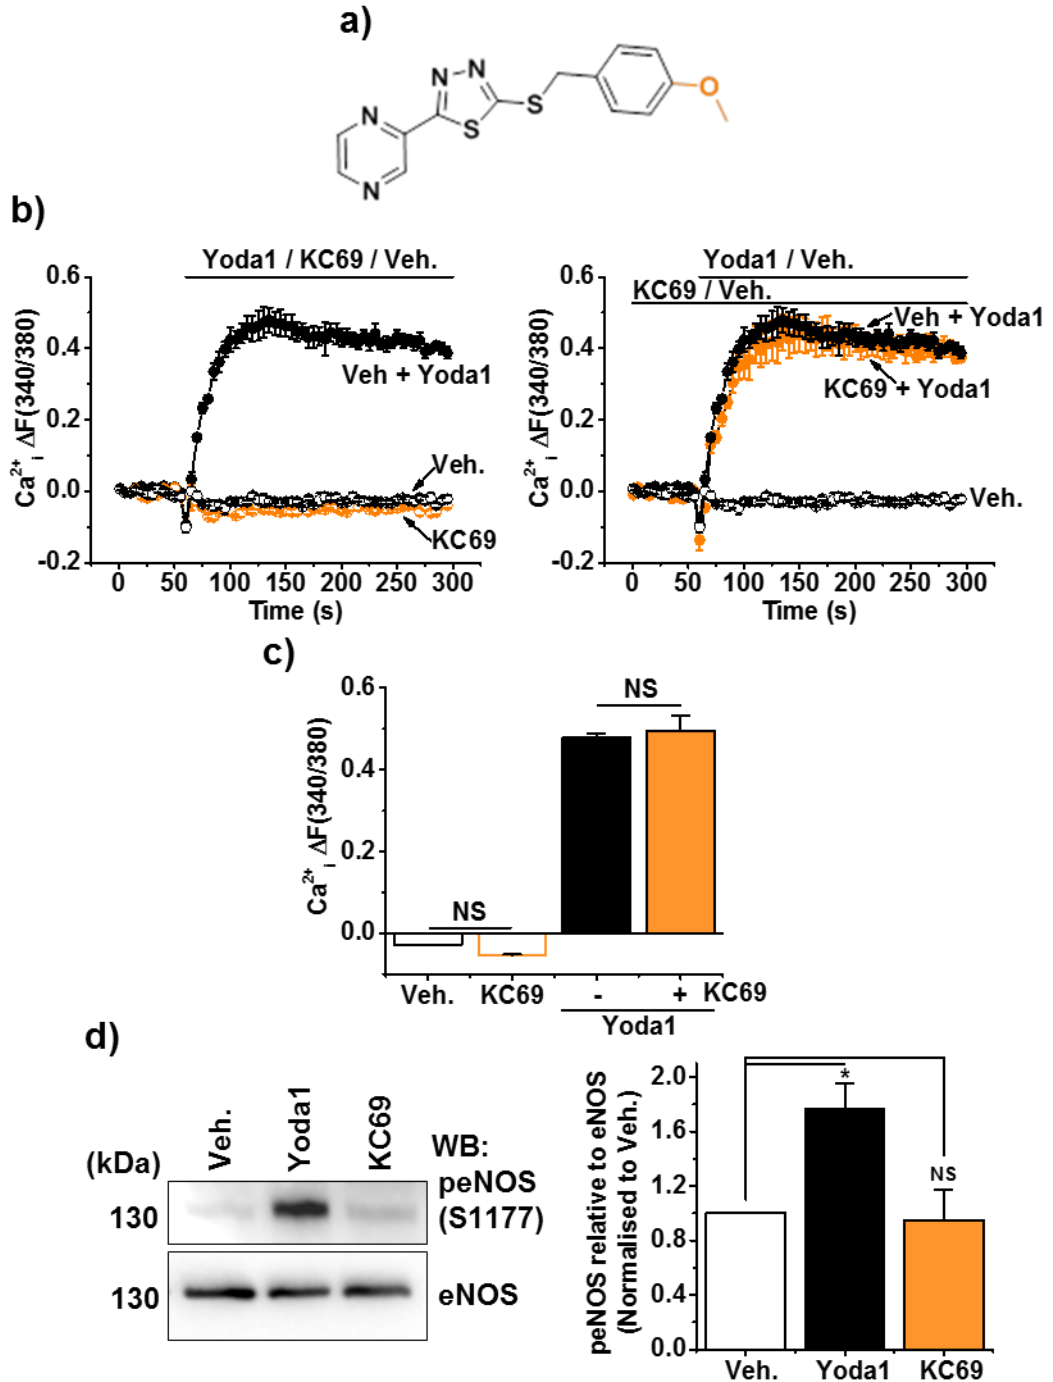 a)
N N
N
S
S
O
N
b)
Yoda1 / KC69 / Veh.
0.6
0.4
0.2
0.0
-0.2
Ca²⁺ᵢ ΔF(340/380)
Veh + Yoda1
Veh.
KC69
0 50 100 150 200 250 300
Time (s)
Yoda1 / Veh.
KC69 / Veh.
0.6
0.4
0.2
0.0
-0.2
Ca²⁺ᵢ ΔF(340/380)
Veh + Yoda1
KC69 + Yoda1
Veh.
0 50 100 150 200 250 300
Time (s)
c)
0.6
0.4
0.2
0.0
Ca²⁺ᵢ ΔF(340/380)
NS
NS
Veh. KC69 - + KC69
Yoda1
d)
Veh. Yoda1 KC69
(kDa)
WB:
peNOS
(S1177)
130
130
eNOS
peNOS relative to eNOS
(Normalised to Veh.)
2.0
1.6
1.2
0.8
0.4
0.0
*
NS
Veh. Yoda1 KC69